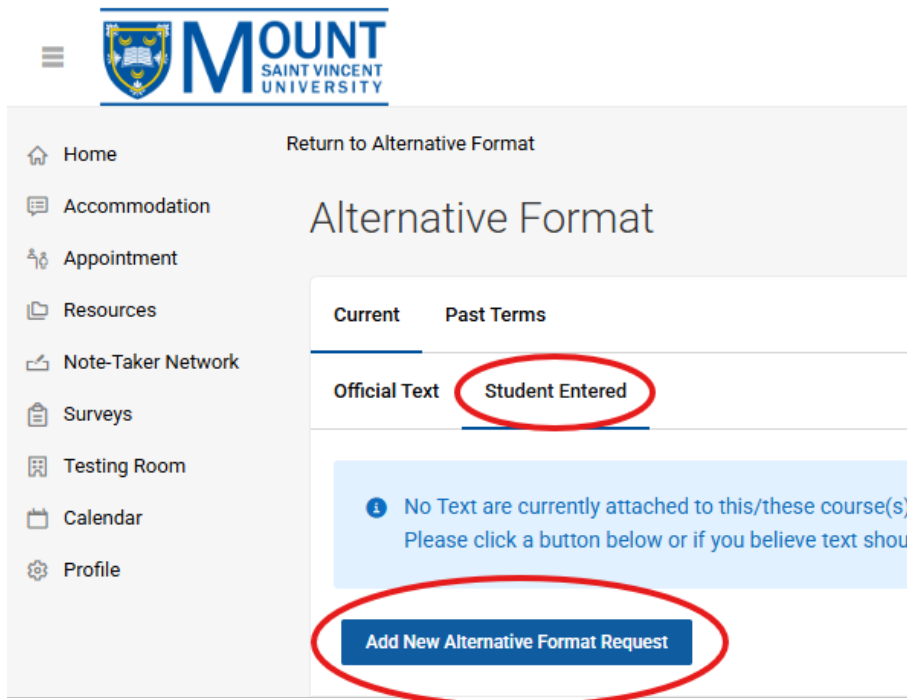 MOUNT
SAINT VINCENT
UNIVERSITY
Home
Accommodation
Appointment
Resources
Note-Taker Network
Surveys
Testing Room
Calendar
Profile
Return to Alternative Format
Alternative Format
Current Past Terms
Official Text Student Entered
No Text are currently attached to this/these course(s)
Please click a button below or if you believe text shou
Add New Alternative Format Request